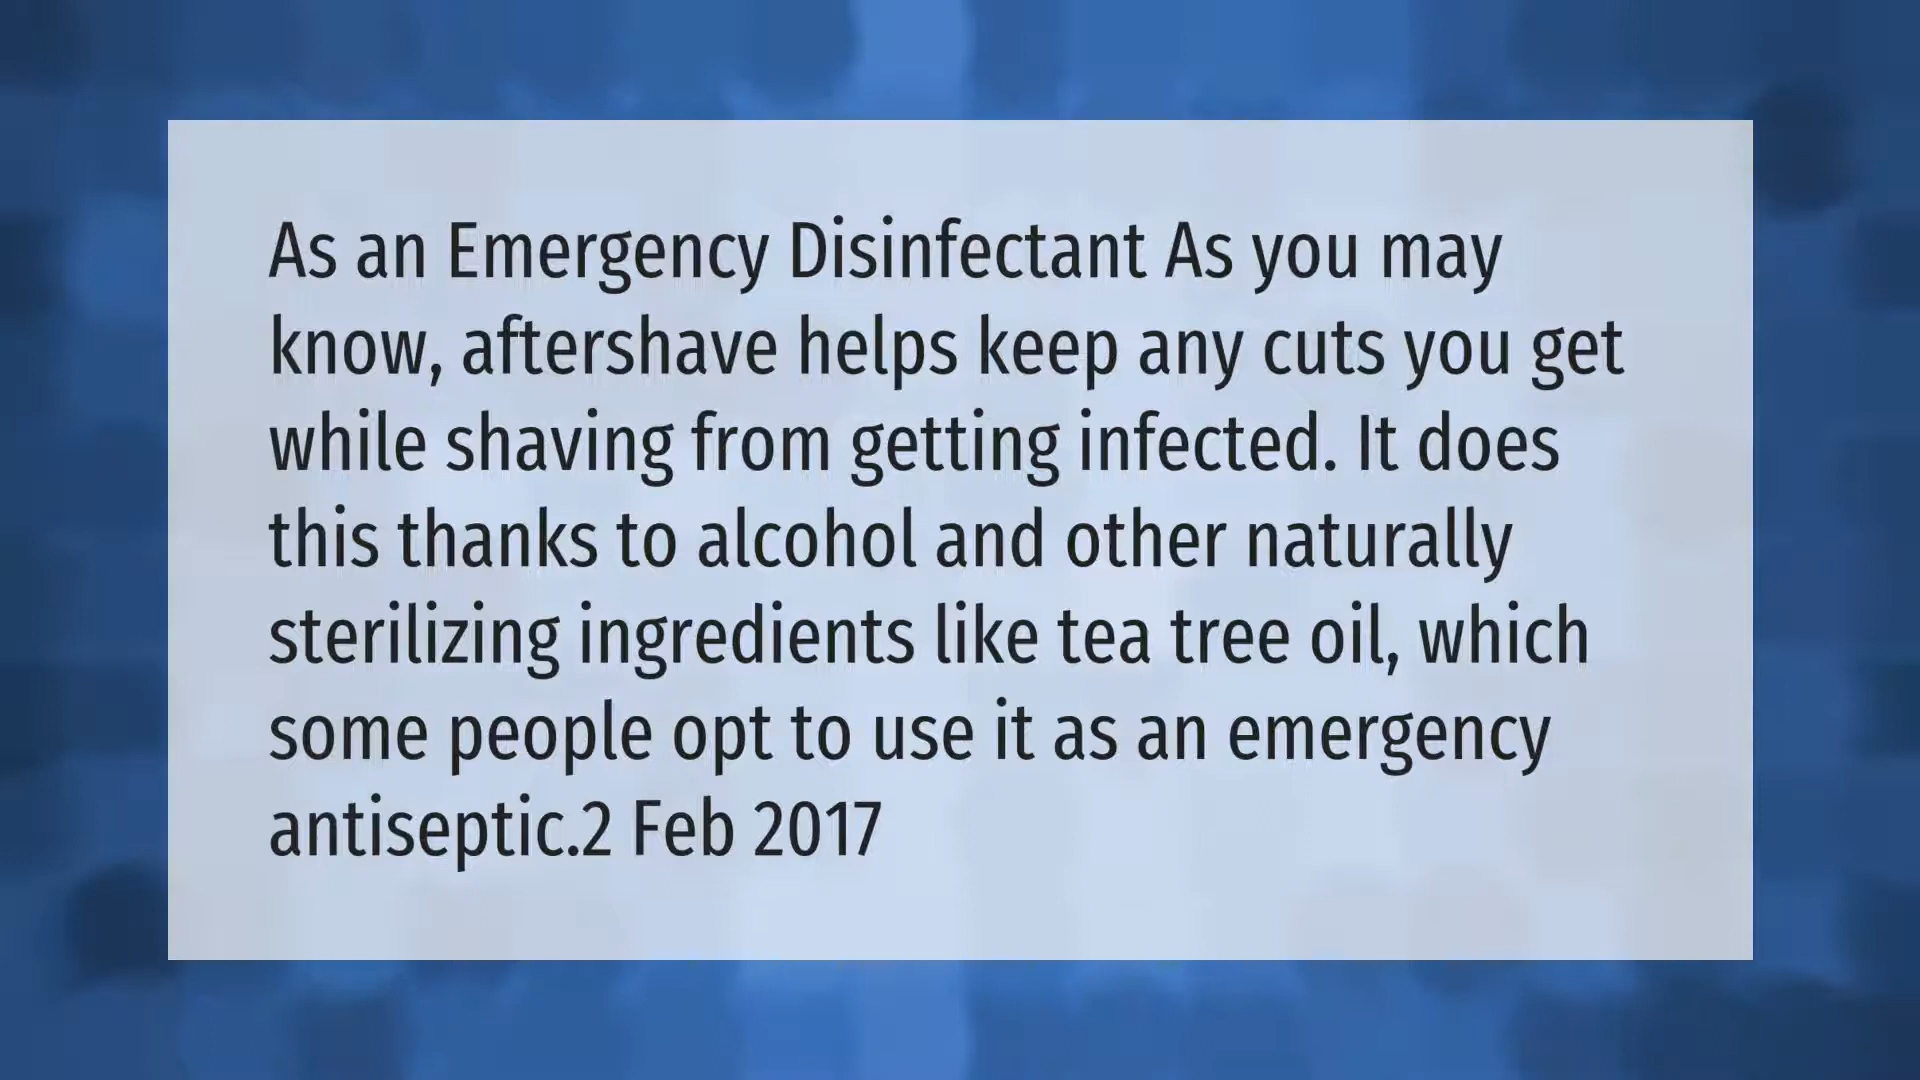 As an Emergency Disinfectant As you may
know, aftershave helps keep any cuts you get
while shaving from getting infected. It does
this thanks to alcohol and other naturally
sterilizing ingredients like tea tree oil, which
some people opt to use it as an emergency
antiseptic.2 Feb 2017